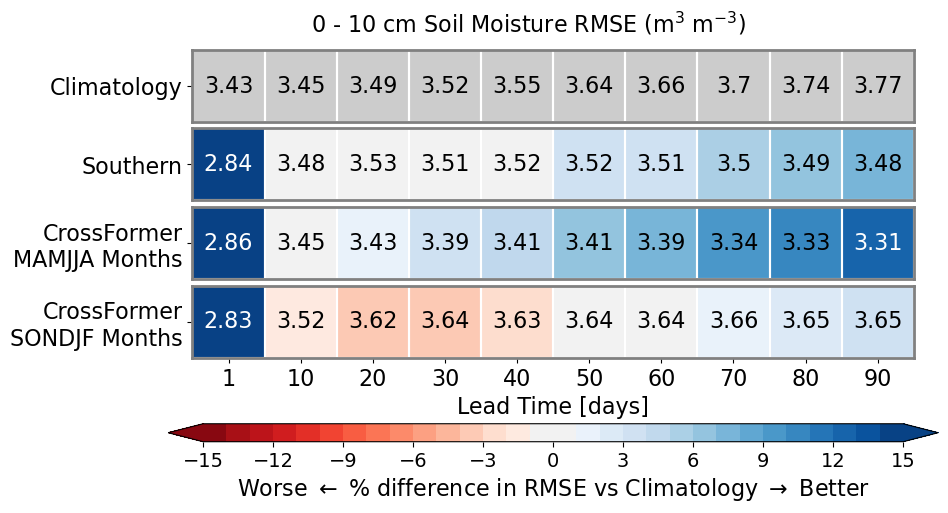 0 - 10 cm Soil Moisture RMSE (m³ m⁻³)
Climatology 3.43 3.45 3.49 3.52 3.55 3.64 3.66 3.7 3.74 3.77
Southern 2.84 3.48 3.53 3.51 3.52 3.52 3.51 3.5 3.49 3.48
CrossFormer
MAMJJA Months 2.86 3.45 3.43 3.39 3.41 3.41 3.39 3.34 3.33 3.31
CrossFormer
SONDJF Months 2.83 3.52 3.62 3.64 3.63 3.64 3.64 3.66 3.65 3.65
1 10 20 30 40 50 60 70 80 90
Lead Time [days]
−15 −12 −9 −6 −3 0 3 6 9 12 15
Worse ← % difference in RMSE vs Climatology → Better